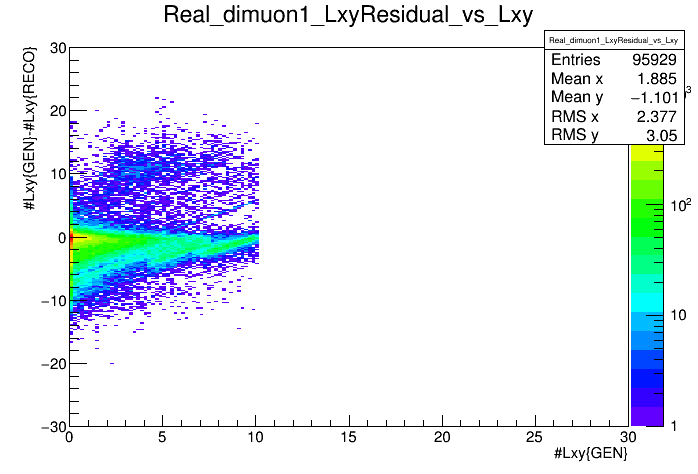 Real_dimuon1_LxyResidual_vs_Lxy
#Lxy{GEN}-#Lxy{RECO}
30
20
10
0
−10
−20
−30
0
5
10
15
20
25
30
#Lxy{GEN}
Real_dimuon1_LxyResidual_vs_Lxy
Entries 95929
Mean x 1.885
Mean y −1.101
RMS x 2.377
RMS y 3.05
3
10²
10
1